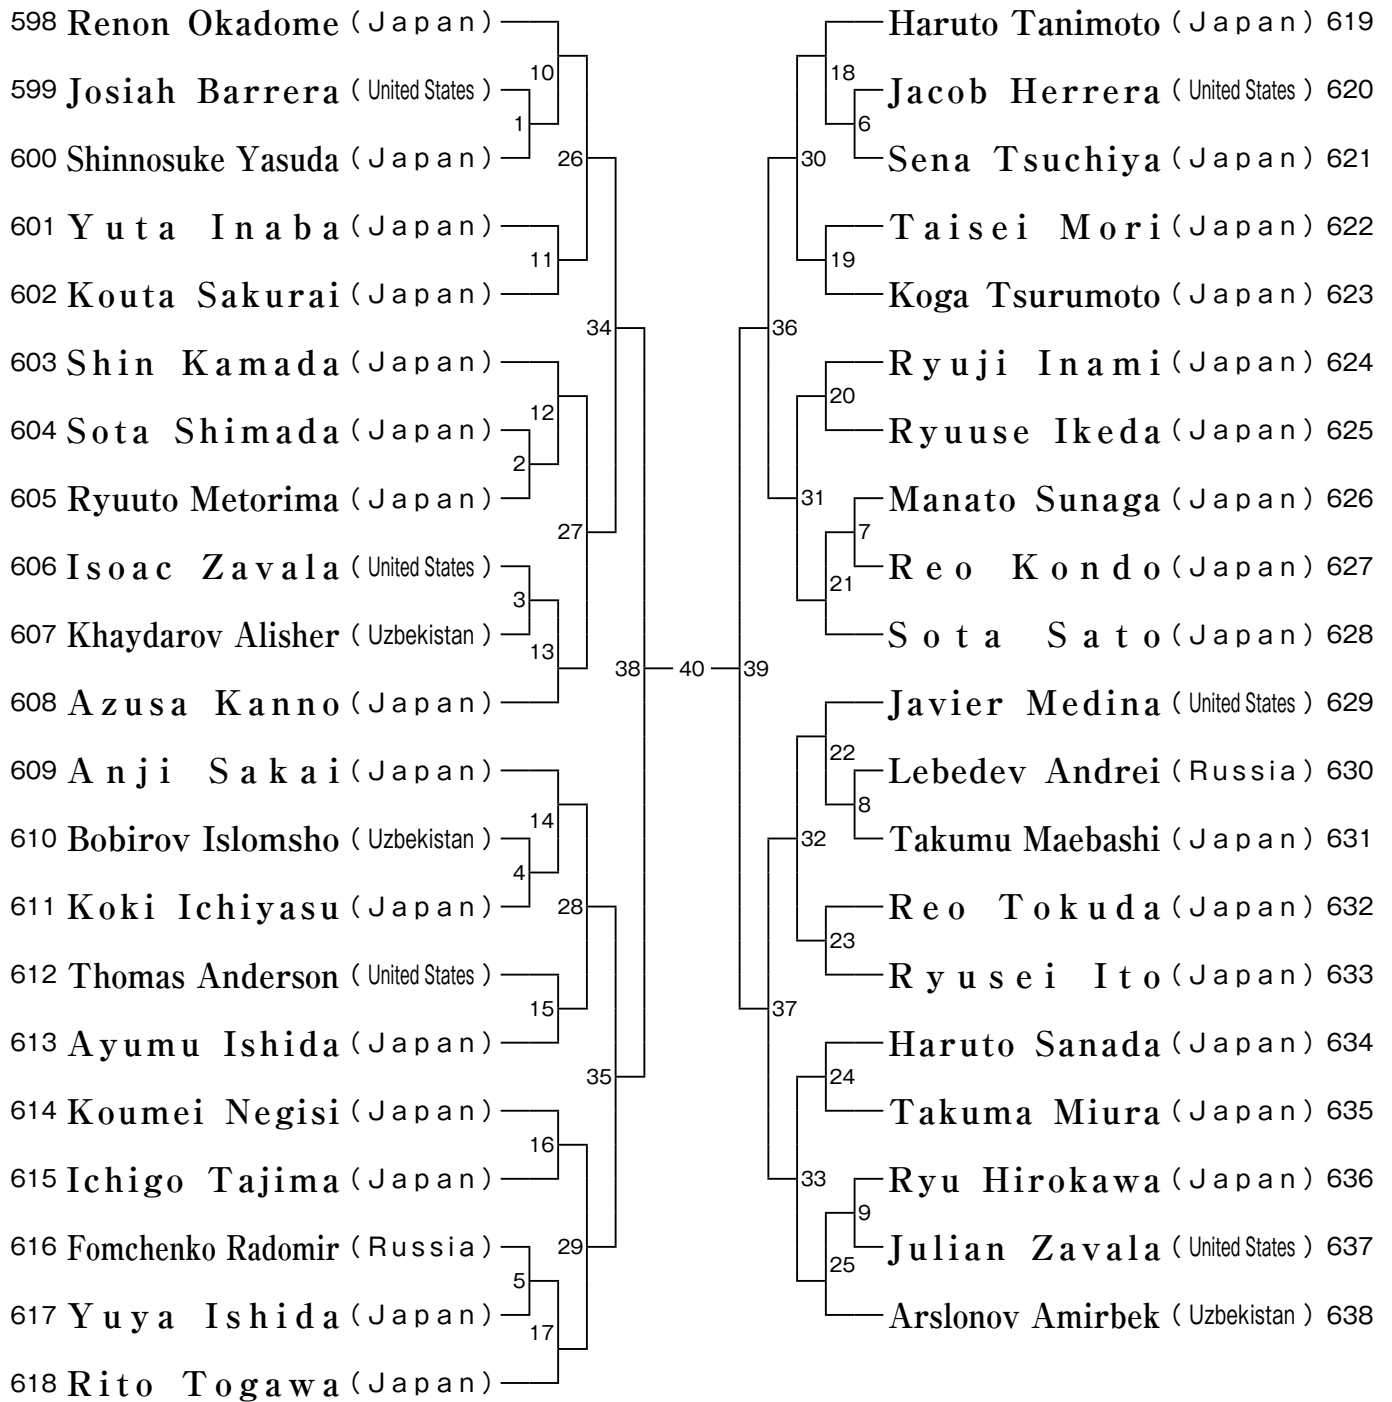 598 Renon Okadome (Japan)
10
599 Josiah Barrera (United States)
1
600 Shinnosuke Yasuda (Japan)
26
601 Yuta Inaba (Japan)
11
602 Kouta Sakurai (Japan)
34
603 Shin Kamada (Japan)
12
604 Sota Shimada (Japan)
2
605 Ryuuto Metorima (Japan)
27
606 Isoac Zavala (United States)
3
607 Khaydarov Alisher (Uzbekistan)
13
38
608 Azusa Kanno (Japan)
609 Anji Sakai (Japan)
14
610 Bobirov Islomsho (Uzbekistan)
4
611 Koki Ichiyasu (Japan)
28
612 Thomas Anderson (United States)
15
613 Ayumu Ishida (Japan)
35
614 Koumei Negisi (Japan)
16
615 Ichigo Tajima (Japan)
616 Fomchenko Radomir (Russia)
29
5
617 Yuya Ishida (Japan)
17
618 Rito Togawa (Japan)
40
Haruto Tanimoto (Japan) 619
18
Jacob Herrera (United States) 620
6
30
Sena Tsuchiya (Japan) 621
Taisei Mori (Japan) 622
19
Koga Tsurumoto (Japan) 623
36
Ryuji Inami (Japan) 624
20
Ryuuse Ikeda (Japan) 625
31
Manato Sunaga (Japan) 626
7
Reo Kondo (Japan) 627
21
Sota Sato (Japan) 628
39
Javier Medina (United States) 629
22
Lebedev Andrei (Russia) 630
8
32
Takumu Maebashi (Japan) 631
Reo Tokuda (Japan) 632
23
Ryusei Ito (Japan) 633
37
Haruto Sanada (Japan) 634
24
Takuma Miura (Japan) 635
33
Ryu Hirokawa (Japan) 636
9
Julian Zavala (United States) 637
25
Arslonov Amirbek (Uzbekistan) 638